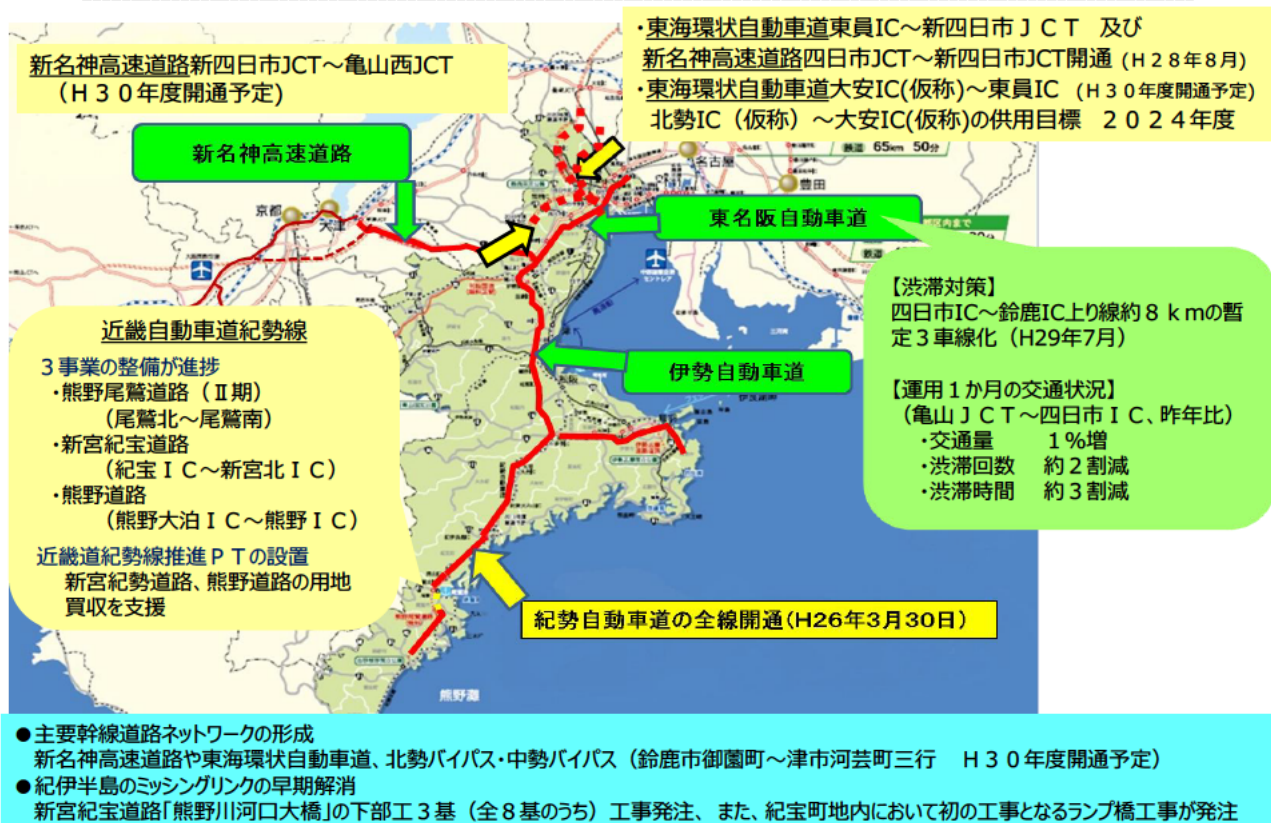 新名神高速道路新四日市JCT～亀山西JCT
（H３０年度開通予定)
・東海環状自動車道東員IC～新四日市ＪＣＴ 及び
新名神高速道路四日市JCT～新四日市JCT開通 (Ｈ２８年８月)
・東海環状自動車道大安IC(仮称)～東員IC (Ｈ３０年度開通予定)
北勢IC（仮称）～大安IC(仮称)の供用目標 ２０２４年度
鉄道 65km 50分
新名神高速道路
名古屋
豊田
京都
大津
東名阪自動車道
近畿自動車道紀勢線
３事業の整備が進捗
・熊野尾鷲道路（Ⅱ期）
（尾鷲北～尾鷲南）
・新宮紀宝道路
（紀宝ＩＣ～新宮北ＩＣ）
・熊野道路
（熊野大泊ＩＣ～熊野ＩＣ）
近畿道紀勢線推進ＰＴの設置
新宮紀勢道路、熊野道路の用地
買収を支援
【渋滞対策】
四日市IC～鈴鹿IC上り線約８ｋｍの暫
定３車線化（H29年7月）
【運用１か月の交通状況】
（亀山ＪＣＴ～四日市ＩＣ、昨年比）
・交通量 １％増
・渋滞回数 約２割減
・渋滞時間 約３割減
伊勢自動車道
紀勢自動車道の全線開通(H26年3月30日）
熊野灘
●主要幹線道路ネットワークの形成
新名神高速道路や東海環状自動車道、北勢バイパス・中勢バイパス（鈴鹿市御薗町～津市河芸町三行 Ｈ３０年度開通予定）
●紀伊半島のミッシングリンクの早期解消
新宮紀宝道路「熊野川河口大橋」の下部工３基（全８基のうち）工事発注、また、紀宝町地内において初の工事となるランプ橋工事が発注